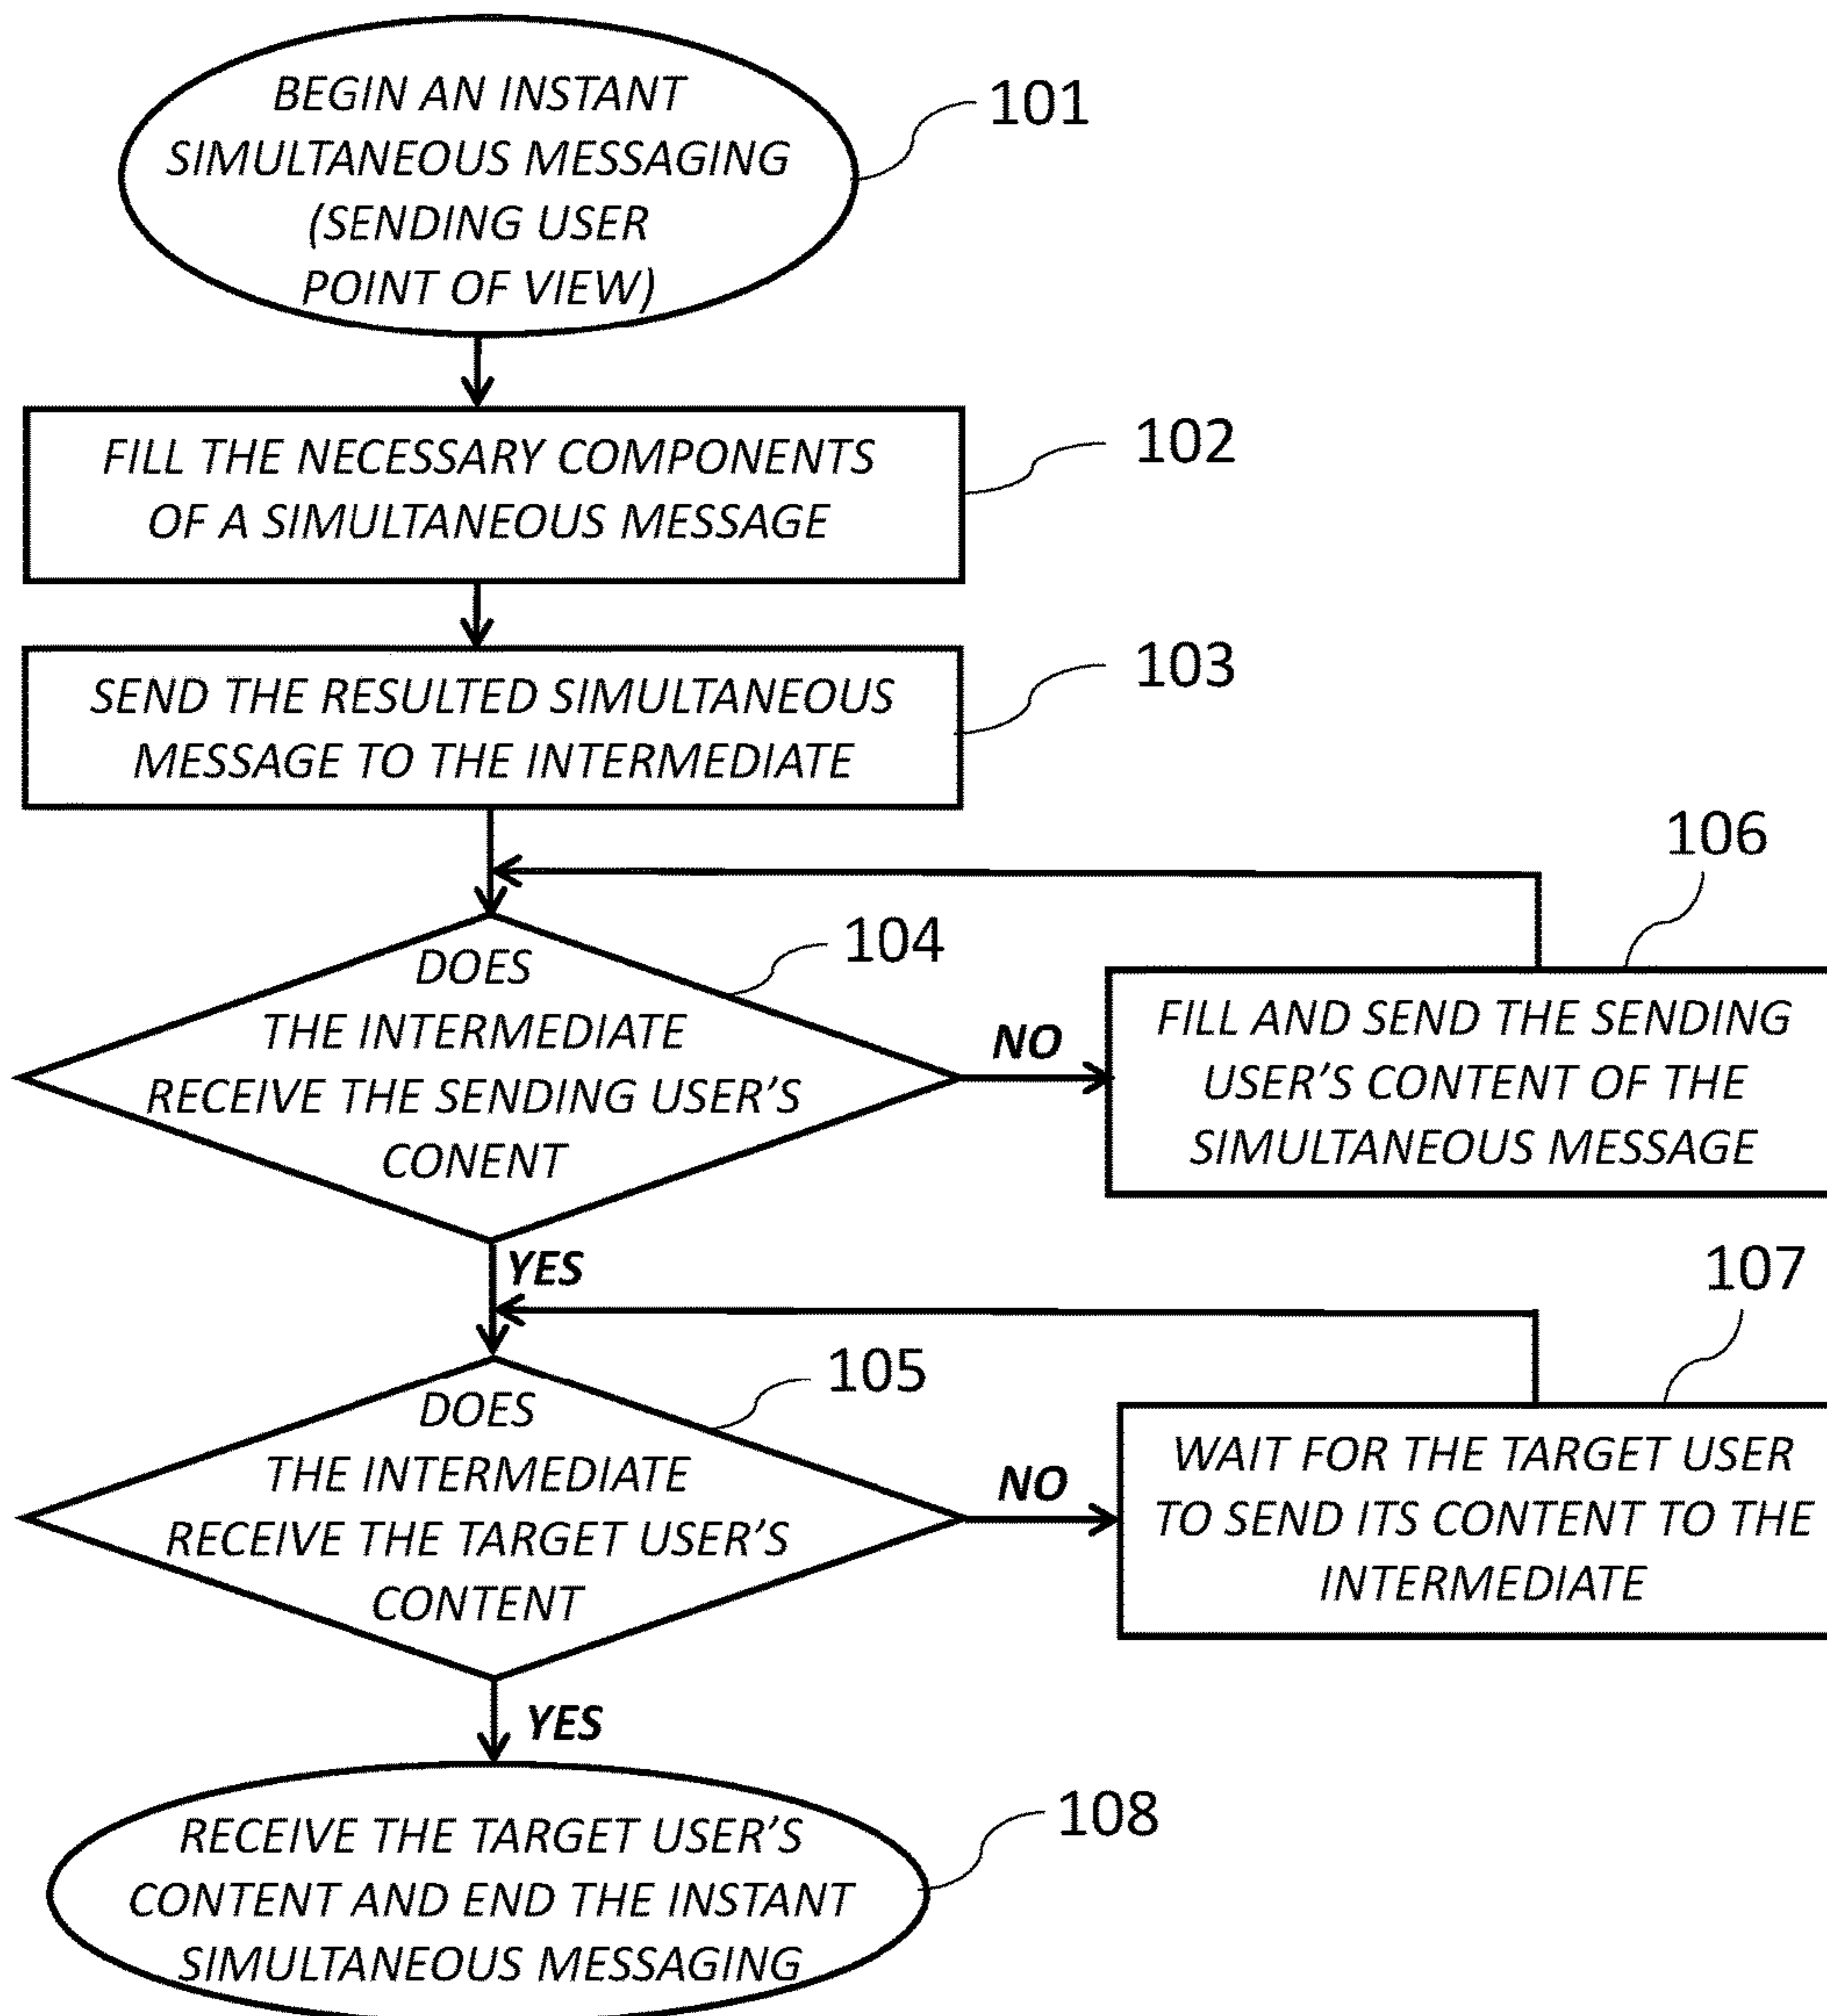 BEGIN AN INSTANT
SIMULTANEOUS MESSAGING
(SENDING USER
POINT OF VIEW)
101
FILL THE NECESSARY COMPONENTS
OF A SIMULTANEOUS MESSAGE
102
SEND THE RESULTED SIMULTANEOUS
MESSAGE TO THE INTERMEDIATE
103
DOES
THE INTERMEDIATE
RECEIVE THE SENDING USER'S
CONENT
104
NO
106
FILL AND SEND THE SENDING
USER'S CONTENT OF THE
SIMULTANEOUS MESSAGE
YES
DOES
THE INTERMEDIATE
RECEIVE THE TARGET USER'S
CONTENT
105
NO
107
WAIT FOR THE TARGET USER
TO SEND ITS CONTENT TO THE
INTERMEDIATE
YES
RECEIVE THE TARGET USER'S
CONTENT AND END THE INSTANT
SIMULTANEOUS MESSAGING
108